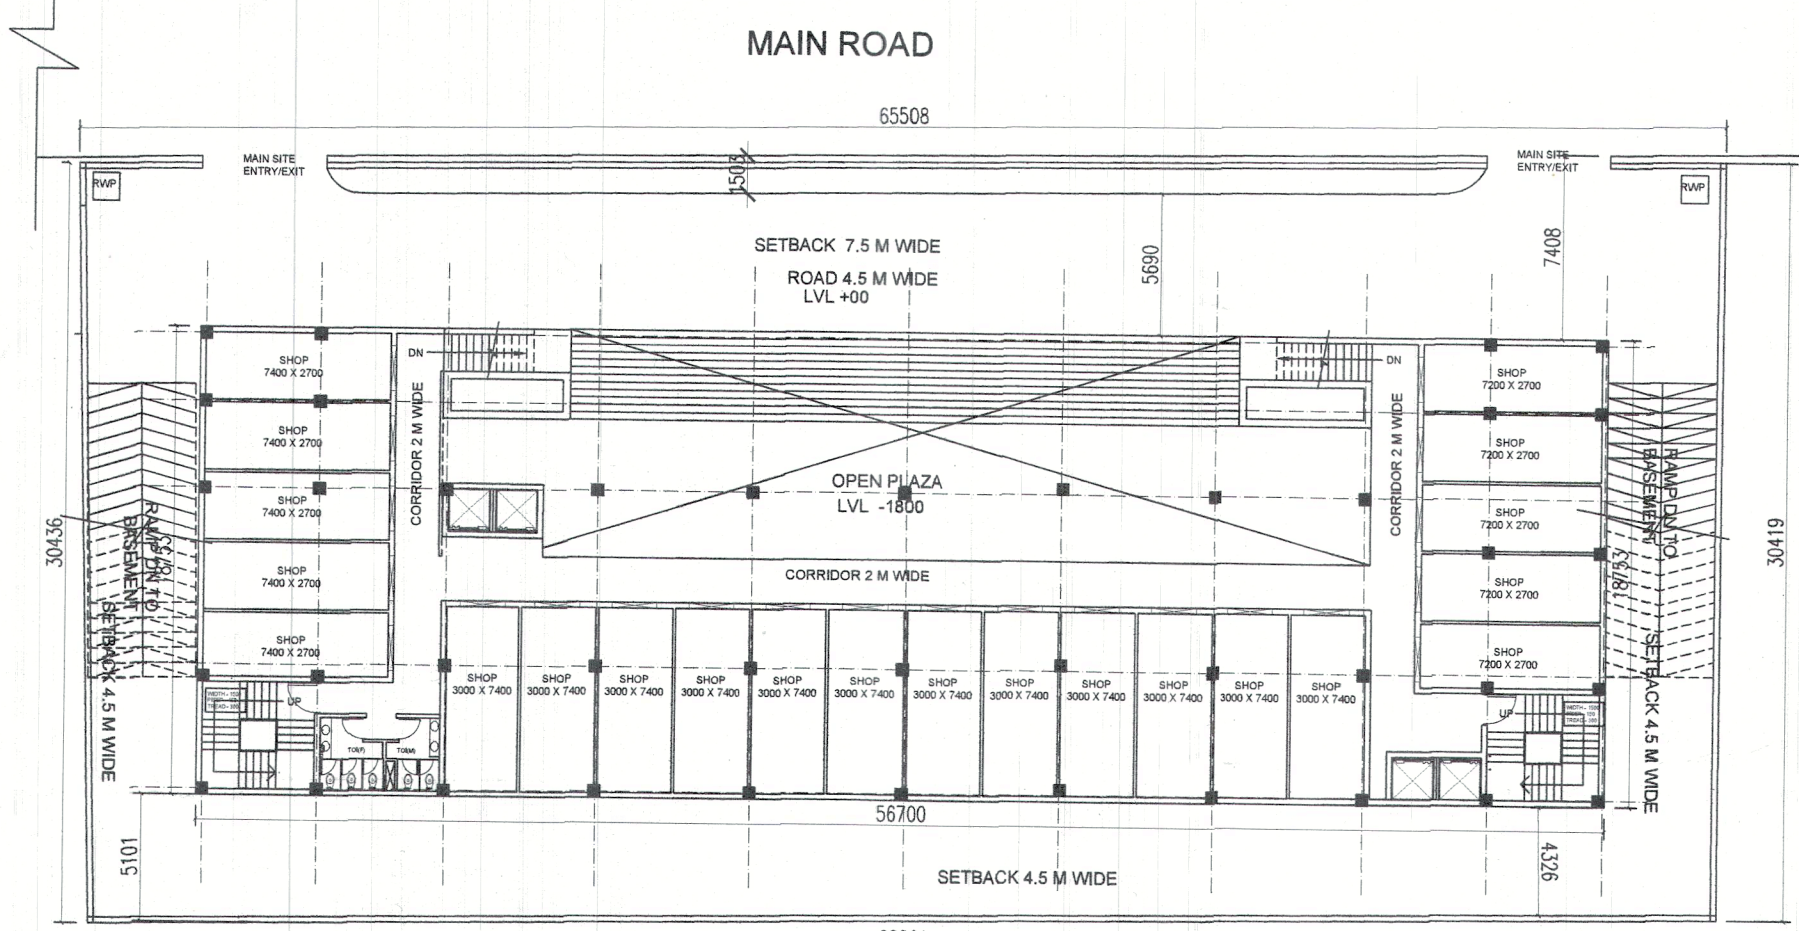 MAIN ROAD
65508
MAIN SITE
ENTRY/EXIT
1503
MAIN SITE
ENTRY/EXIT
RWP
RWP
SETBACK 7.5 M WIDE
ROAD 4.5 M WIDE
LVL +00
5690
7408
SHOP
7400 X 2700
DN
DN
SHOP
7200 X 2700
SHOP
7400 X 2700
CORRIDOR 2 M WIDE
CORRIDOR 2 M WIDE
SHOP
7200 X 2700
OPEN PLAZA
LVL -1800
SHOP
7400 X 2700
SHOP
7200 X 2700
RAMP DN TO
BASEMENT
RAMP DN TO
BASEMENT
30436
18733
30419
SHOP
7400 X 2700
CORRIDOR 2 M WIDE
SHOP
7200 X 2700
SHOP
7400 X 2700
SHOP
7200 X 2700
SETBACK 4.5 M WIDE
SETBACK 4.5 M WIDE
SHOP
3000 X 7400
SHOP
3000 X 7400
SHOP
3000 X 7400
SHOP
3000 X 7400
SHOP
3000 X 7400
SHOP
3000 X 7400
SHOP
3000 X 7400
SHOP
3000 X 7400
SHOP
3000 X 7400
SHOP
3000 X 7400
SHOP
3000 X 7400
SHOP
3000 X 7400
UP
UP
TOI(F)
TOI(M)
56700
5101
4326
SETBACK 4.5 M WIDE